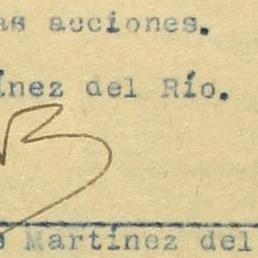 as acciones.
ínez del Río.
s Martínez del